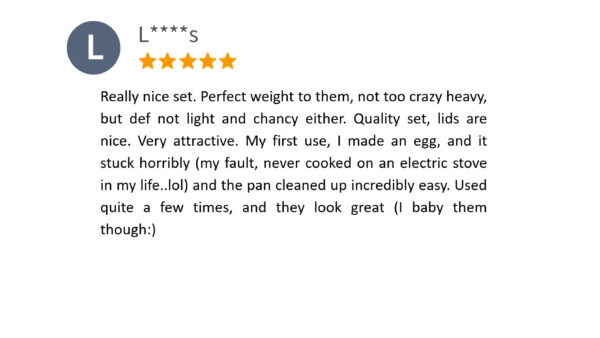 L
L****s
Really nice set. Perfect weight to them, not too crazy heavy,
but def not light and chancy either. Quality set, lids are
nice. Very attractive. My first use, I made an egg, and it
stuck horribly (my fault, never cooked on an electric stove
in my life..lol) and the pan cleaned up incredibly easy. Used
quite a few times, and they look great (I baby them
though:)